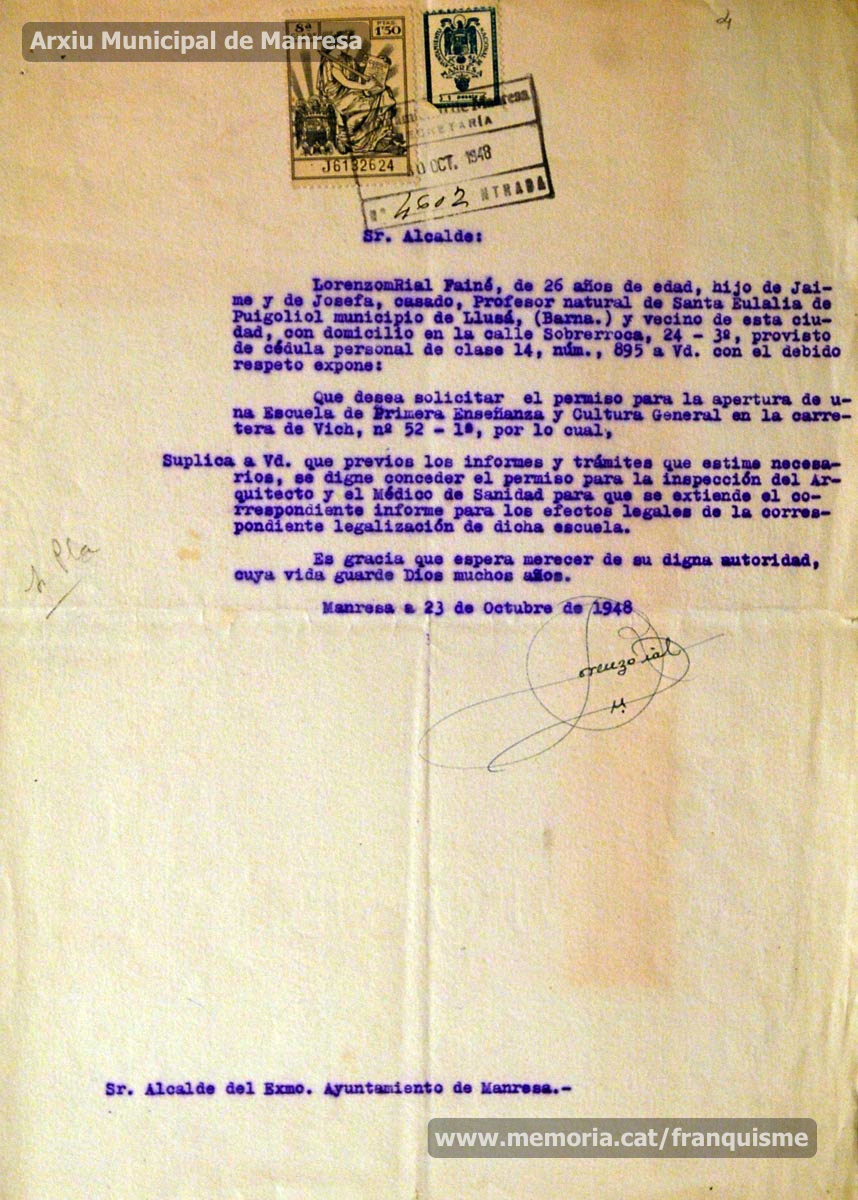 Arxiu Municipal de Manresa
8ª PTAS. 1'50
MANRESA
J6132624
de Manresa
SECRETARÍA
OCT. 1948
Nº 4602 ENTRADA
Sr. Alcalde:
LorenzomRial Fainé, de 26 años de edad, hijo de Jai-
me y de Josefa, casado, Profesor natural de Santa Eulalia de
Puigoliol municipio de Llusá, (Barna.) y vecino de esta ciu-
dad, con domicilio en la calle Sobrerroca, 24 - 3º, provisto
de cédula personal de clase 14, núm., 895 a Vd. con el debido
respeto expone:
Que desea solicitar el permiso para la apertura de u-
na Escuela de Primera Enseñanza y Cultura General en la carre-
tera de Vich, nº 52 - 1º, por lo cual,
Suplica a Vd. que previos los informes y trámites que estime necesa-
rios, se digne conceder el permiso para la inspección del Ar-
quitecto y el Médico de Sanidad para que se extiende el co-
rrespondiente informe para los efectos legales de la corres-
pondiente legalización de dicha escuela.
Es gracia que espera merecer de su digna autoridad,
cuya vida guarde Dios muchos años.
Pla
Manresa a 23 de Octubre de 1948
Lorenzo Rial
Sr. Alcalde del Exmo. Ayuntamiento de Manresa.-
www.memoria.cat/franquisme